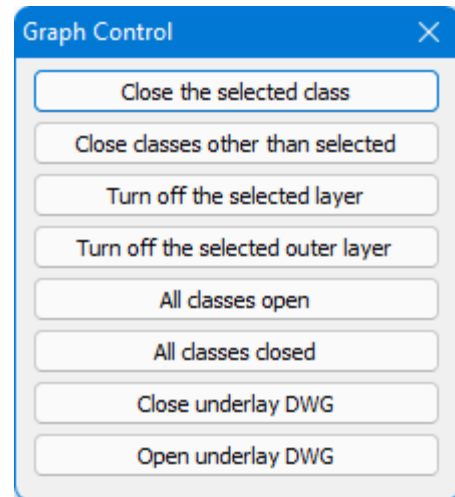 Graph Control
Close the selected class
Close classes other than selected
Turn off the selected layer
Turn off the selected outer layer
All classes open
All classes closed
Close underlay DWG
Open underlay DWG